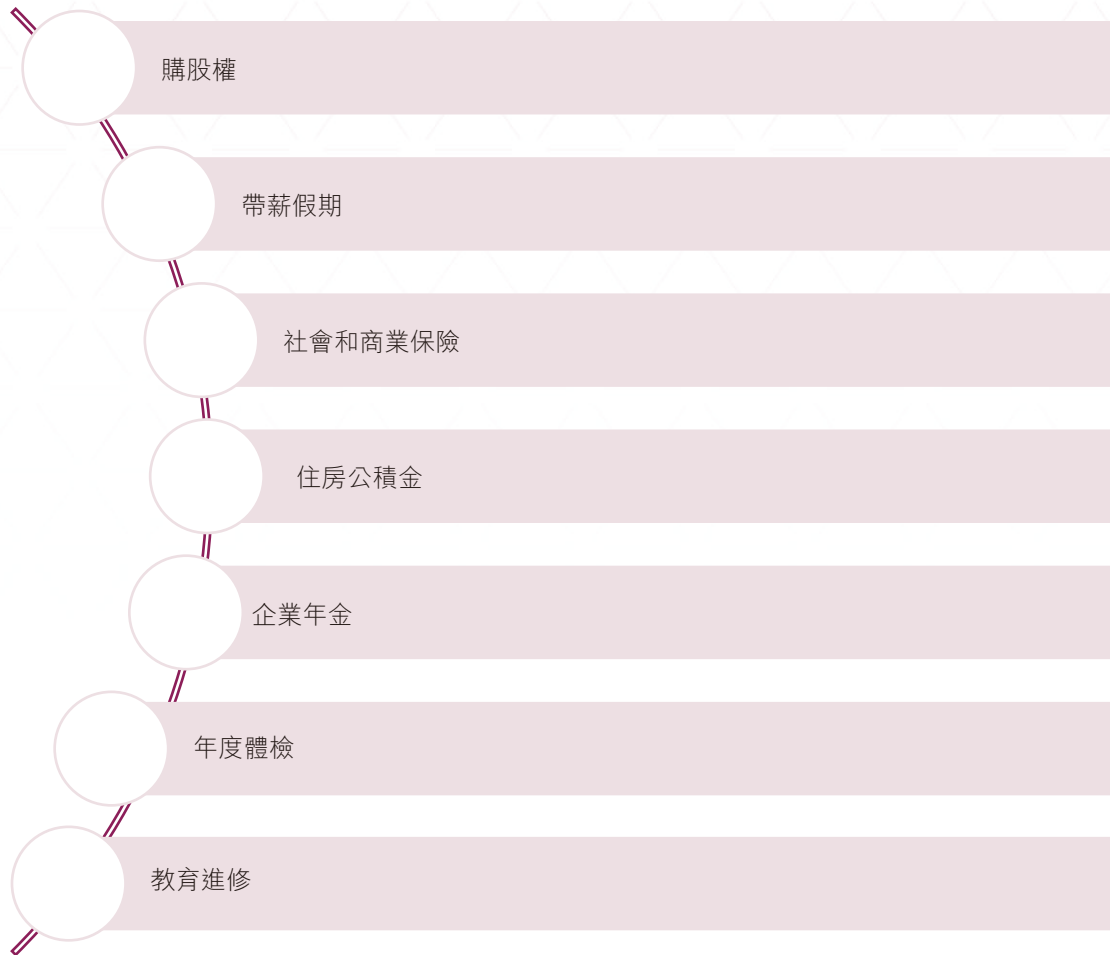 購股權
帶薪假期
社會和商業保險
住房公積金
企業年金
年度體檢
教育進修